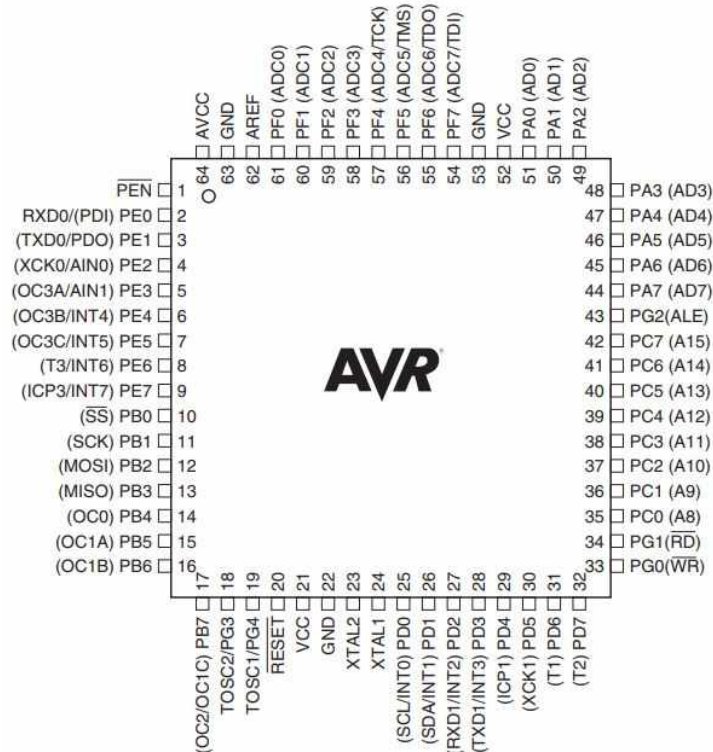 AVCC
GND
AREF
PF0 (ADC0)
PF1 (ADC1)
PF2 (ADC2)
PF3 (ADC3)
PF4 (ADC4/TCK)
PF5 (ADC5/TMS)
PF6 (ADC6/TDO)
PF7 (ADC7/TDI)
GND
VCC
PA0 (AD0)
PA1 (AD1)
PA2 (AD2)
64 63 62 61 60 59 58 57 56 55 54 53 52 51 50 49
PEN 1
RXD0/(PDI) PE0 2
(TXD0/PDO) PE1 3
(XCK0/AIN0) PE2 4
(OC3A/AIN1) PE3 5
(OC3B/INT4) PE4 6
(OC3C/INT5) PE5 7
(T3/INT6) PE6 8
(ICP3/INT7) PE7 9
(SS) PB0 10
(SCK) PB1 11
(MOSI) PB2 12
(MISO) PB3 13
(OC0) PB4 14
(OC1A) PB5 15
(OC1B) PB6 16
AVR
48 PA3 (AD3)
47 PA4 (AD4)
46 PA5 (AD5)
45 PA6 (AD6)
44 PA7 (AD7)
43 PG2(ALE)
42 PC7 (A15)
41 PC6 (A14)
40 PC5 (A13)
39 PC4 (A12)
38 PC3 (A11)
37 PC2 (A10)
36 PC1 (A9)
35 PC0 (A8)
34 PG1(RD)
33 PG0(WR)
17 18 19 20 21 22 23 24 25 26 27 28 29 30 31 32
(OC2/OC1C) PB7
TOSC2/PG3
TOSC1/PG4
RESET
VCC
GND
XTAL2
XTAL1
(SCL/INT0) PD0
(SDA/INT1) PD1
(RXD1/INT2) PD2
(TXD1/INT3) PD3
(ICP1) PD4
(XCK1) PD5
(T1) PD6
(T2) PD7